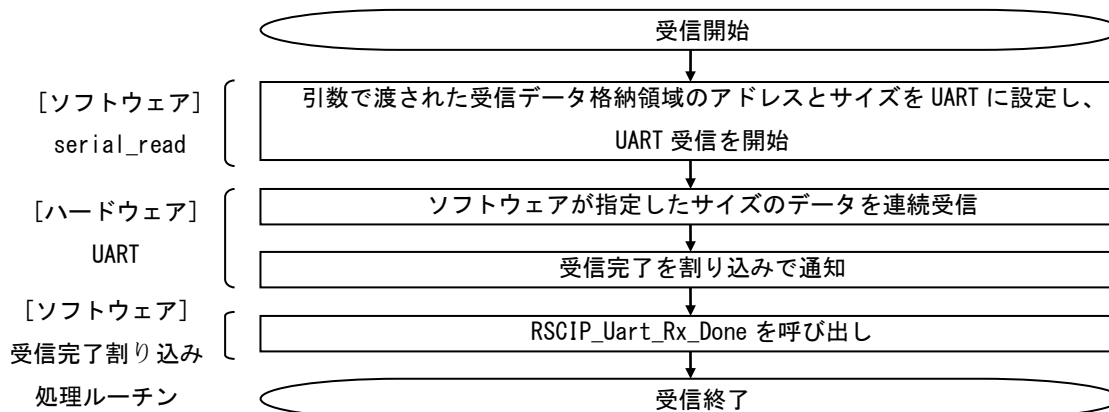 受信開始
[ソフトウェア]
serial_read
引数で渡された受信データ格納領域のアドレスとサイズを UART に設定し、
UART 受信を開始
[ハードウェア]
UART
ソフトウェアが指定したサイズのデータを連続受信
受信完了を割り込みで通知
[ソフトウェア]
受信完了割り込み
処理ルーチン
RSCIP_Uart_Rx_Done を呼び出し
受信終了